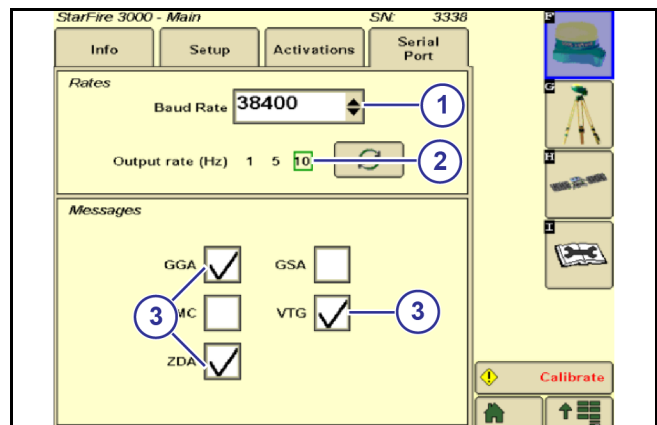 StarFire 3000 - Main SN: 3338
Info Setup Activations Serial Port
Rates
Baud Rate 38400 1
Output rate (Hz) 1 5 10 2
Messages
GGA GSA
3 MC VTG 3
ZDA
F
G
H
I
Calibrate